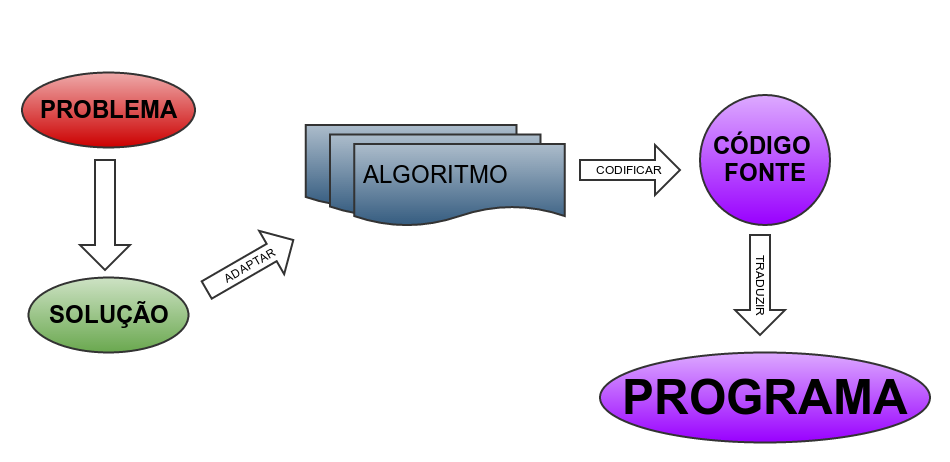 PROBLEMA
SOLUÇÃO
ADAPTAR
ALGORITMO
CODIFICAR
CÓDIGO
FONTE
TRADUZIR
PROGRAMA